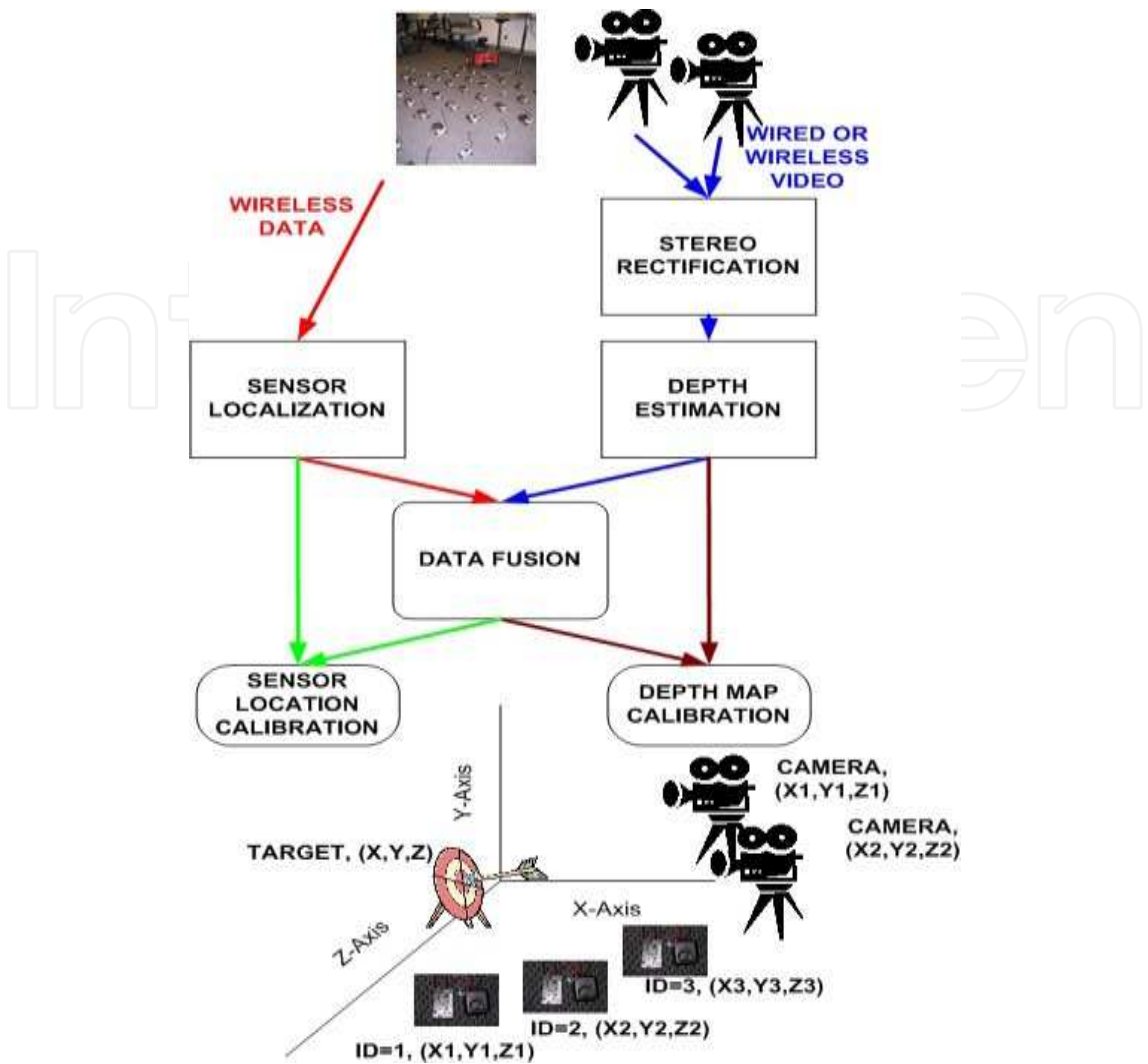 WIRED OR
WIRELESS
VIDEO
WIRELESS
DATA
STEREO
RECTIFICATION
SENSOR
LOCALIZATION
DEPTH
ESTIMATION
DATA FUSION
SENSOR
LOCATION
CALIBRATION
DEPTH MAP
CALIBRATION
Y-Axis
CAMERA,
(X1,Y1,Z1)
CAMERA,
(X2,Y2,Z2)
TARGET, (X,Y,Z)
X-Axis
Z-Axis
ID=3, (X3,Y3,Z3)
ID=2, (X2,Y2,Z2)
ID=1, (X1,Y1,Z1)